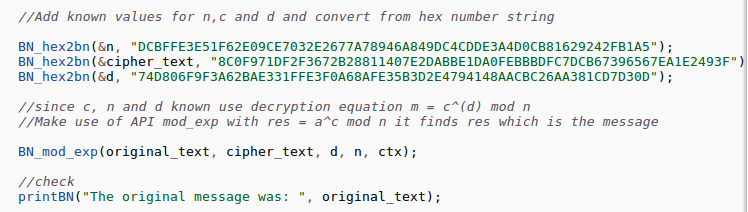 //Add known values for n,c and d and convert from hex number string
BN_hex2bn(&n, "DCBFFE3E51F62E09CE7032E2677A78946A849DC4CDDE3A4D0CB81629242FB1A5");
BN_hex2bn(&cipher_text, "8C0F971DF2F3672B28811407E2DABBE1DA0FEBBBDFC7DCB67396567EA1E2493F")
BN_hex2bn(&d, "74D806F9F3A62BAE331FFE3F0A68AFE35B3D2E4794148AACBC26AA381CD7D30D");
//since c, n and d known use decryption equation m = c^(d) mod n
//Make use of API mod_exp with res = a^c mod n it finds res which is the message
BN_mod_exp(original_text, cipher_text, d, n, ctx);
//check
printBN("The original message was: ", original_text);